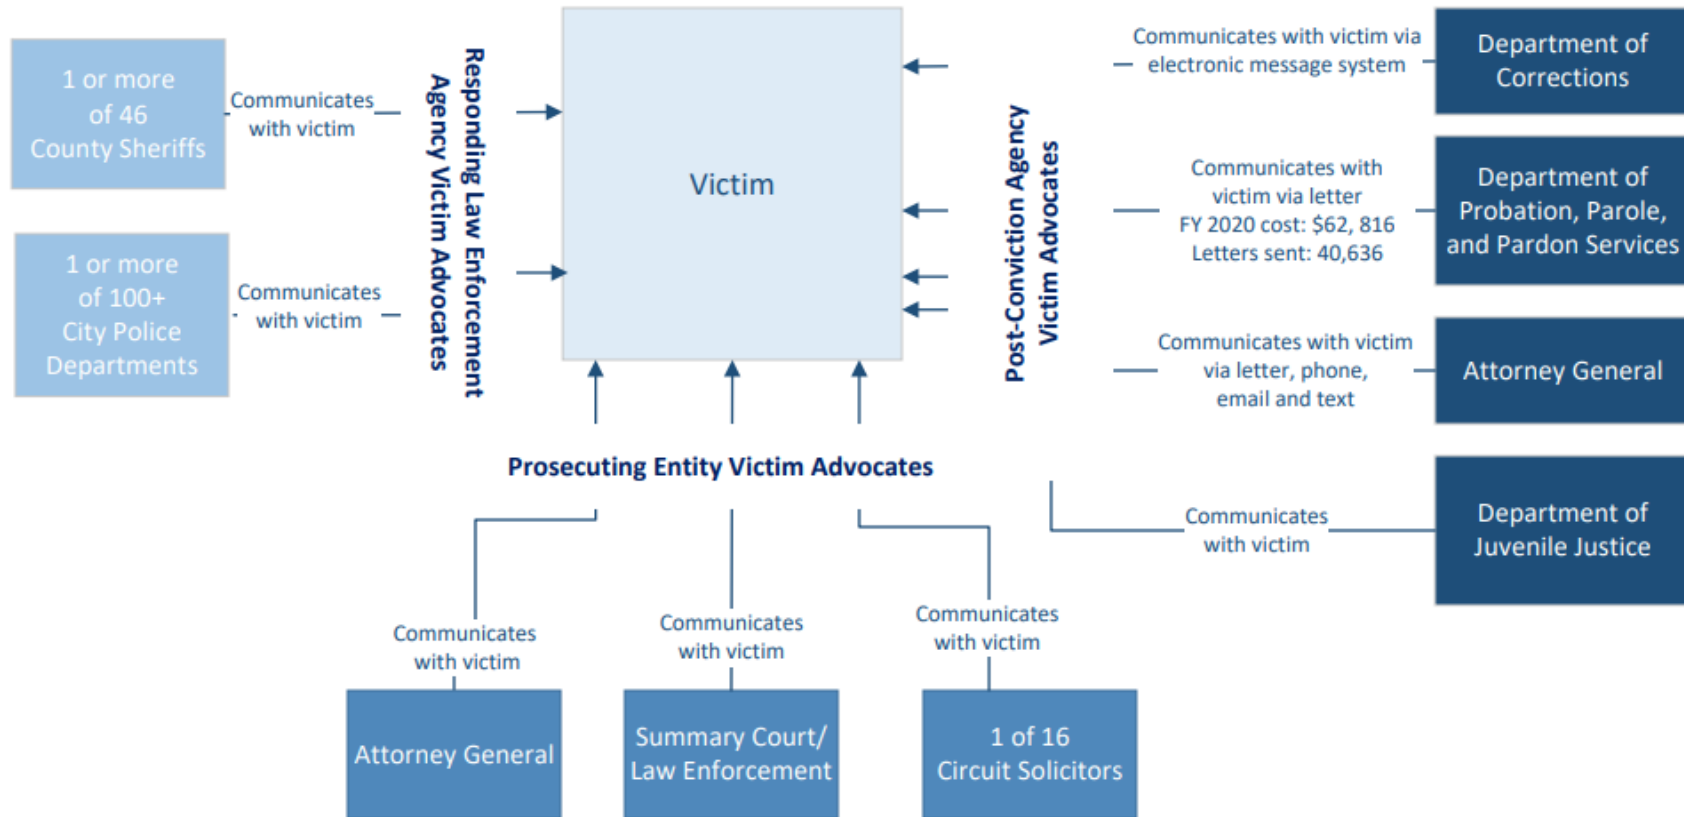 1 or more
of 46
County Sheriffs
Communicates
with victim
1 or more
of 100+
City Police
Departments
Communicates
with victim
Responding Law Enforcement
Agency Victim Advocates
Victim
Post-Conviction Agency
Victim Advocates
Communicates with victim via
electronic message system
Department of
Corrections
Communicates with
victim via letter
FY 2020 cost: $62, 816
Letters sent: 40,636
Department of
Probation, Parole,
and Pardon Services
Communicates with victim
via letter, phone,
email and text
Attorney General
Communicates
with victim
Department of
Juvenile Justice
Prosecuting Entity Victim Advocates
Communicates
with victim
Attorney General
Communicates
with victim
Summary Court/
Law Enforcement
Communicates
with victim
1 of 16
Circuit Solicitors